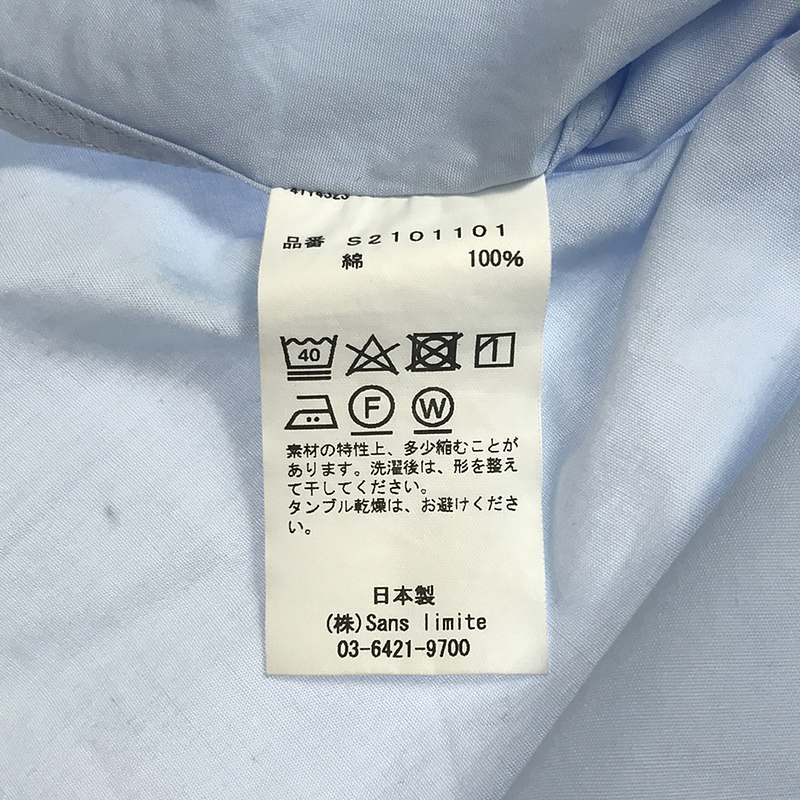 品番 S2101101
綿 100%
40
1
F W
素材の特性上、多少縮むことが
あります。洗濯後は、形を整え
て干してください。
タンブル乾燥は、お避けくださ
い。
日本製
(株)Sans limite
03-6421-9700